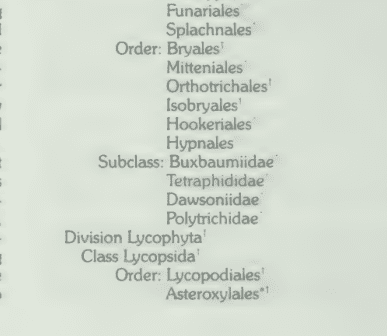 Funariales
Splachnales
Order: Bryales†
Mitteniales
Orthotrichales†
Isobryales†
Hookeriales
Hypnales
Subclass: Buxbaumiidae
Tetraphididae
Dawsoniidae
Polytrichidae
Division Lycophyta†
Class Lycopsida†
Order: Lycopodiales†
Asteroxylales*†